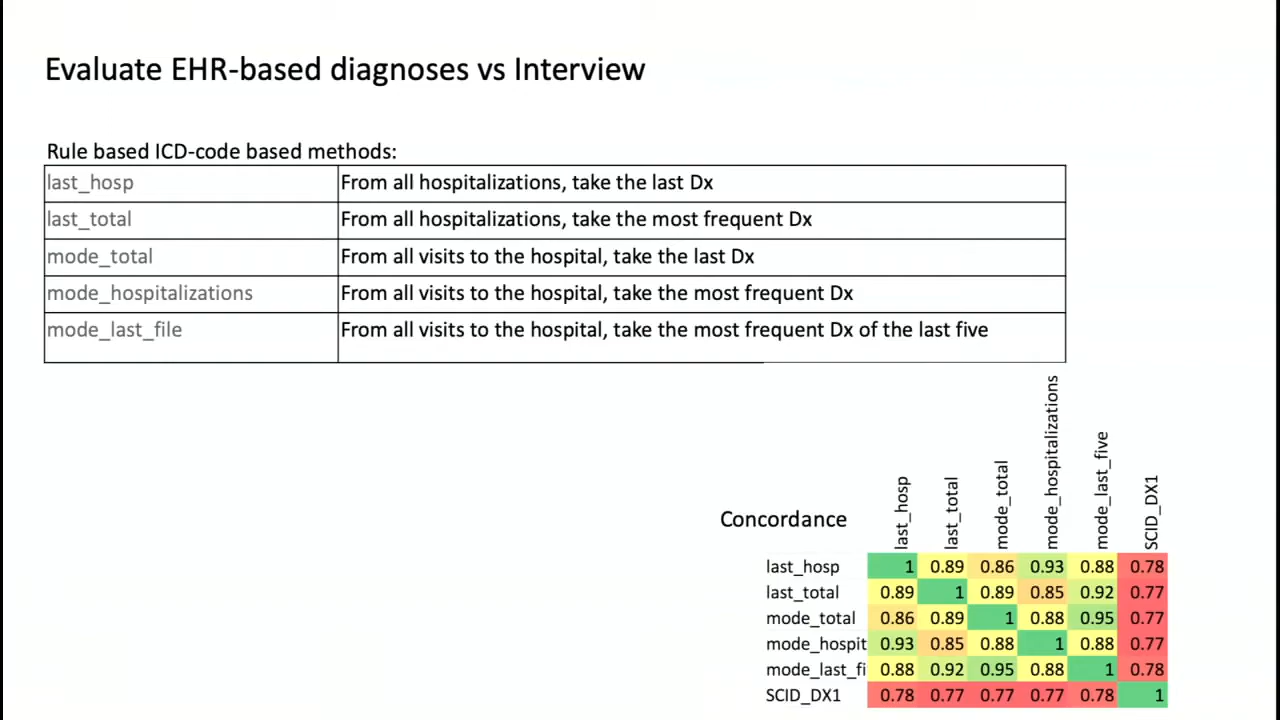 Evaluate EHR-based diagnoses vs Interview
Rule based ICD-code based methods:
last_hosp From all hospitalizations, take the last Dx
last_total From all hospitalizations, take the most frequent Dx
mode_total From all visits to the hospital, take the last Dx
mode_hospitalizations From all visits to the hospital, take the most frequent Dx
mode_last_file From all visits to the hospital, take the most frequent Dx of the last five
Concordance last_hosp last_total mode_total mode_hospitalizations mode_last_five SCID_DX1
last_hosp 1 0.89 0.86 0.93 0.88 0.78
last_total 0.89 1 0.89 0.85 0.92 0.77
mode_total 0.86 0.89 1 0.88 0.95 0.77
mode_hospit 0.93 0.85 0.88 1 0.88 0.77
mode_last_fi 0.88 0.92 0.95 0.88 1 0.78
SCID_DX1 0.78 0.77 0.77 0.77 0.78 1